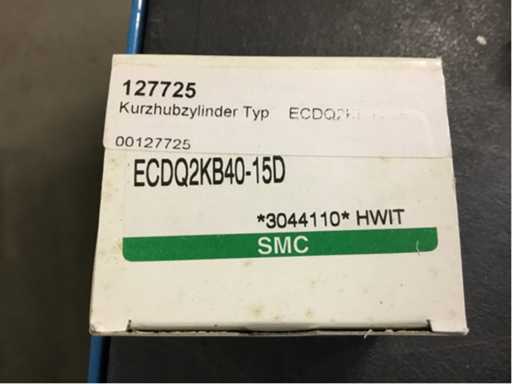 127725
Kurzhubzylinder Typ
00127725
ECDQ2KB40-15D
*3044110* HWIT
SMC